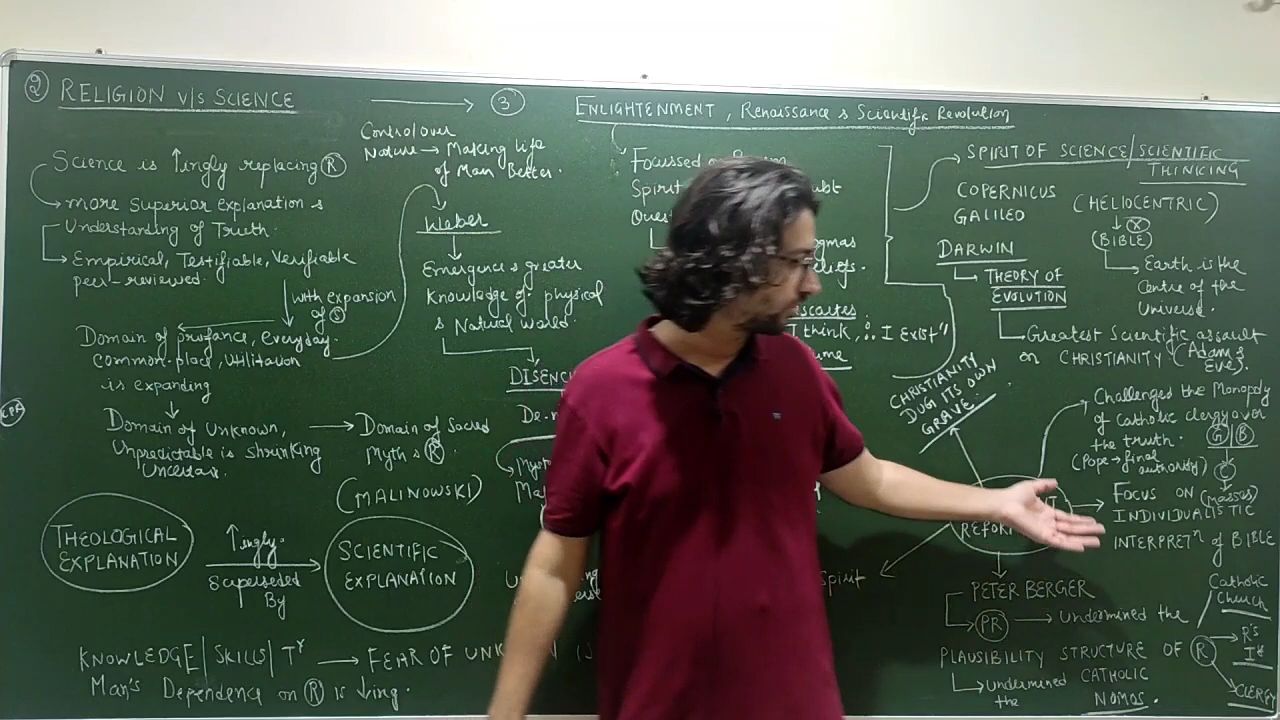 ② RELIGION v/s SCIENCE → ③
Science is ↑ingly replacing Ⓡ
→ more Superior explanation &
Understanding of Truth.
→ Empirical, Testifiable, Verifiable
peer-reviewed.
with expansion
of Ⓢ
Domain of profance, everyday.
Common-place, utilitarian
is expanding
CPR
Domain of Unknown,
Unpredictable is shrinking
Uncertain.
→ Domain of Sacred
Myth & Ⓡ
(MALINOWSKI)
THEOLOGICAL
EXPLANATION
↑ingly.
Superseded
By
SCIENTIFIC
EXPLANATION
KNOWLEDGE|SKILLS|Tʸ → FEAR OF
Man's Dependence on Ⓡ is ↓ing.
Control over
Nature → Making life
of Man Better.
Weber
Emergence & greater
knowledge of physical
& Natural world.
ENLIGHTENMENT, Renaissance & Scientific Revolution
Focussed
Spirit
I think, ∴ I Exist"
SPIRIT OF SCIENCE/SCIENTIFIC
THINKING
COPERNICUS
GALILEO
(HELIOCENTRIC)
ⓧ
(BIBLE)
→ Earth is the
Centre of the
Universe.
DARWIN
→ THEORY OF
EVOLUTION
→ Greatest Scientific assault
on CHRISTIANITY (Adam &
Eve).
CHRISTIANITY
DUG ITS OWN
GRAVE.
Challenged the Monopoly
of catholic clergy over
the truth. Ⓖ|Ⓑ
(Pope → final
authority)
→ FOCUS ON (masses)
INDIVIDUALISTIC
INTERPRETⁿ of BIBLE
Spirit
PETER BERGER
→ PR → undermined the
PLAUSIBILITY STRUCTURE OF Ⓡ
→ undermined CATHOLIC
the NOMOS.
Catholic
Church
→ R's
Iⁿ
CLERGY